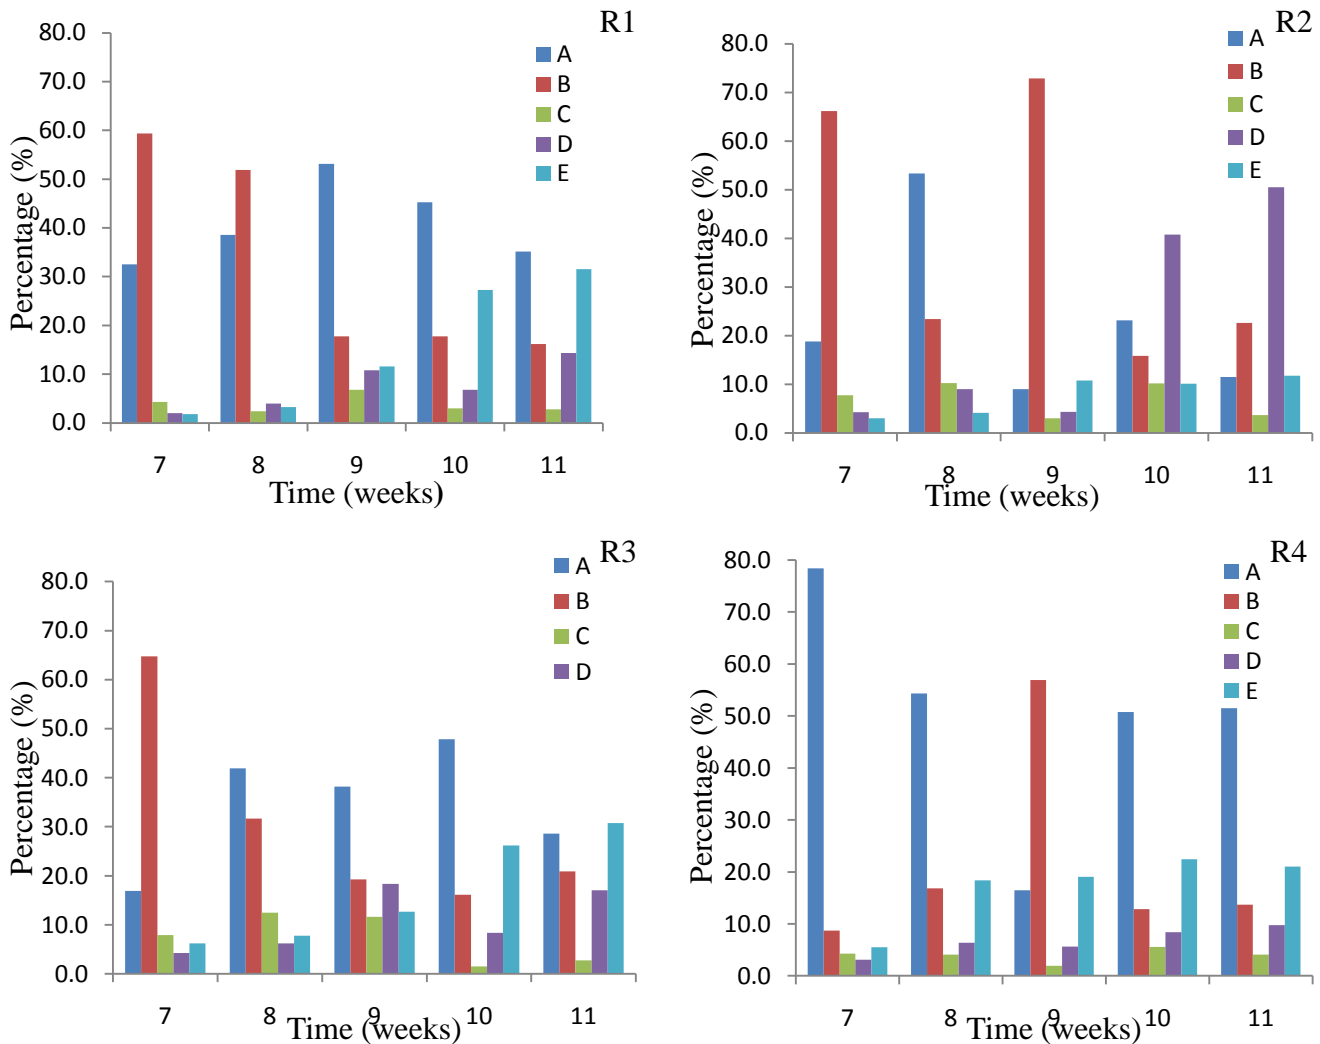 R1
80.0
70.0
60.0
50.0
40.0
30.0
20.0
10.0
0.0
Percentage (%)
A
B
C
D
E
7 8 9 10 11
Time (weeks)
R2
80.0
70.0
60.0
50.0
40.0
30.0
20.0
10.0
0.0
Percentage (%)
A
B
C
D
E
7 8 9 10 11
Time (weeks)
R3
80.0
70.0
60.0
50.0
40.0
30.0
20.0
10.0
0.0
Percentage (%)
A
B
C
D
7 8 9 10 11
Time (weeks)
R4
80.0
70.0
60.0
50.0
40.0
30.0
20.0
10.0
0.0
Percentage (%)
A
B
C
D
E
7 8 9 10 11
Time (weeks)